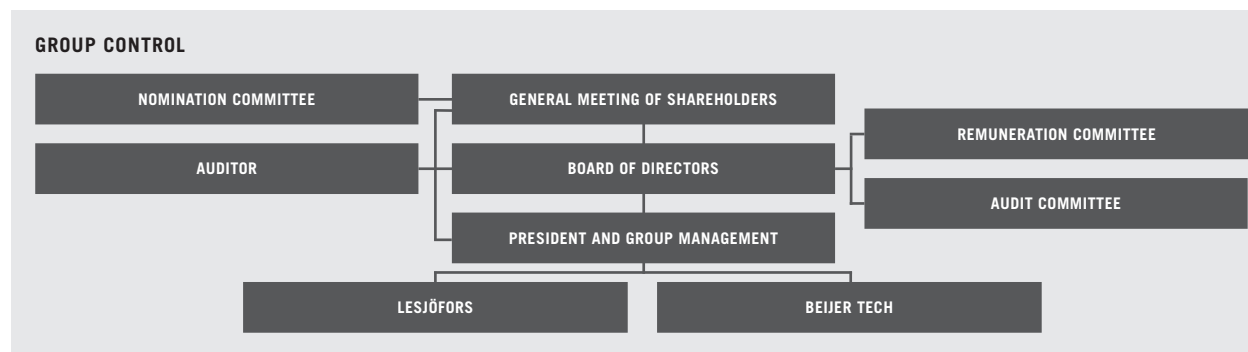 GROUP CONTROL
NOMINATION COMMITTEE
GENERAL MEETING OF SHAREHOLDERS
REMUNERATION COMMITTEE
AUDITOR
BOARD OF DIRECTORS
AUDIT COMMITTEE
PRESIDENT AND GROUP MANAGEMENT
LESJÖFORS
BEIJER TECH